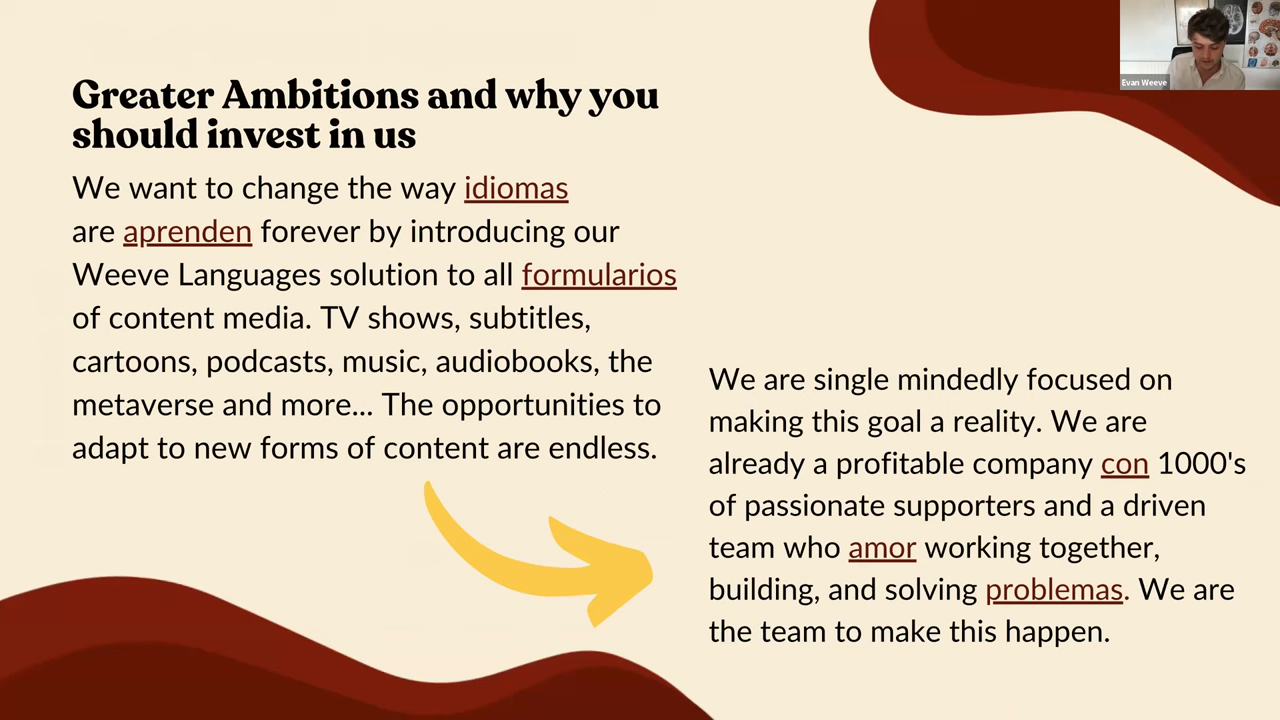 Greater Ambitions and why you
should invest in us
We want to change the way idiomas
are aprenden forever by introducing our
Weeve Languages solution to all formularios
of content media. TV shows, subtitles,
cartoons, podcasts, music, audiobooks, the
metaverse and more... The opportunities to
adapt to new forms of content are endless.
We are single mindedly focused on
making this goal a reality. We are
already a profitable company con 1000's
of passionate supporters and a driven
team who amor working together,
building, and solving problemas. We are
the team to make this happen.
Evan Weeve